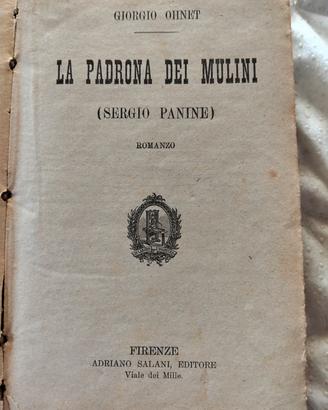 GIORGIO OHNET
LA PADRONA DEI MULINI
(SERGIO PANINE)
ROMANZO
FIRENZE
ADRIANO SALANI, EDITORE
Viale dei Mille.